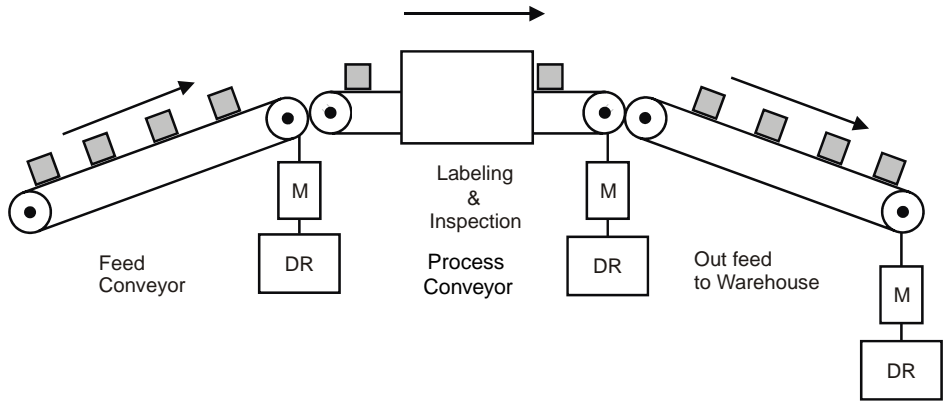 Feed
Conveyor
M
DR
Labeling
&
Inspection
Process
Conveyor
M
DR
Out feed
to Warehouse
M
DR